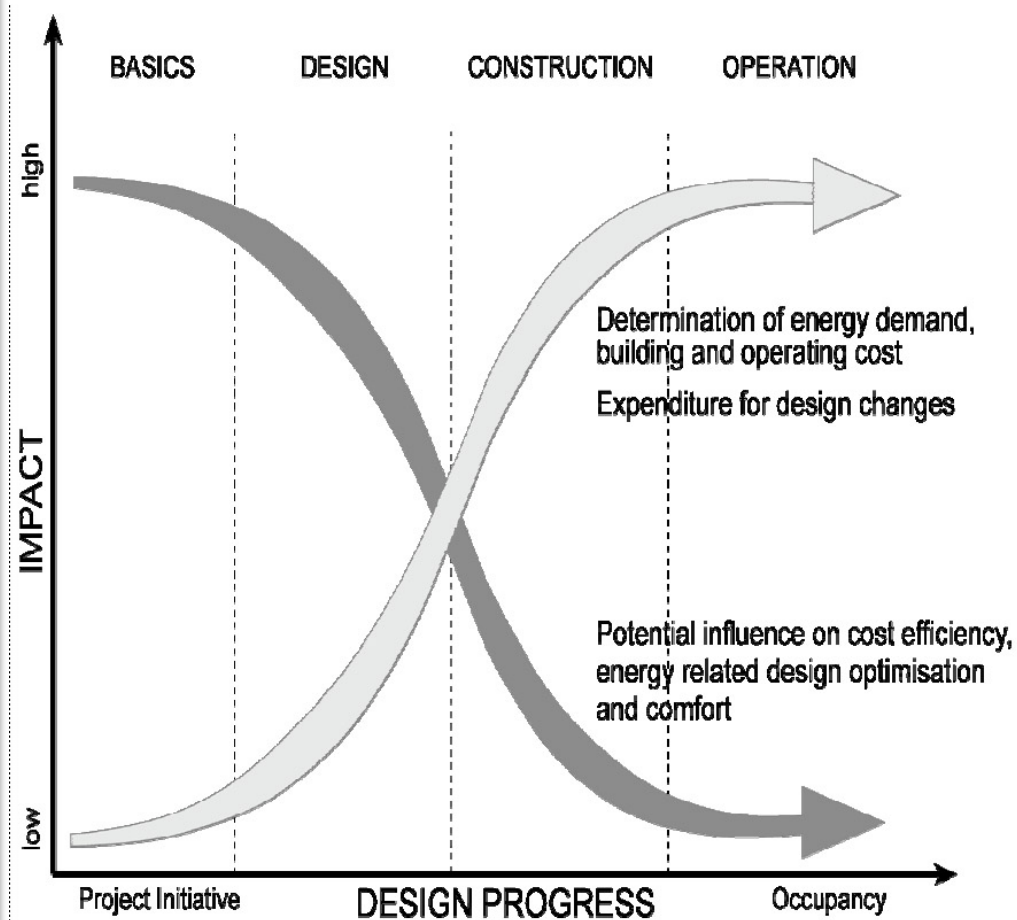 BASICS DESIGN CONSTRUCTION OPERATION
high
Determination of energy demand,
building and operating cost
Expenditure for design changes
IMPACT
Potential influence on cost efficiency,
energy related design optimisation
and comfort
low
Project Initiative DESIGN PROGRESS Occupancy